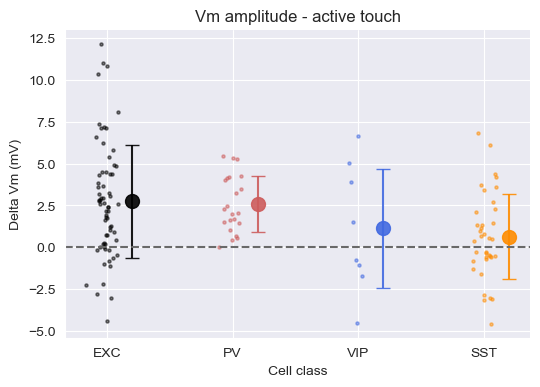 Vm amplitude - active touch
12.5
10.0
7.5
5.0
2.5
0.0
−2.5
−5.0
Delta Vm (mV)
EXC PV VIP SST
Cell class